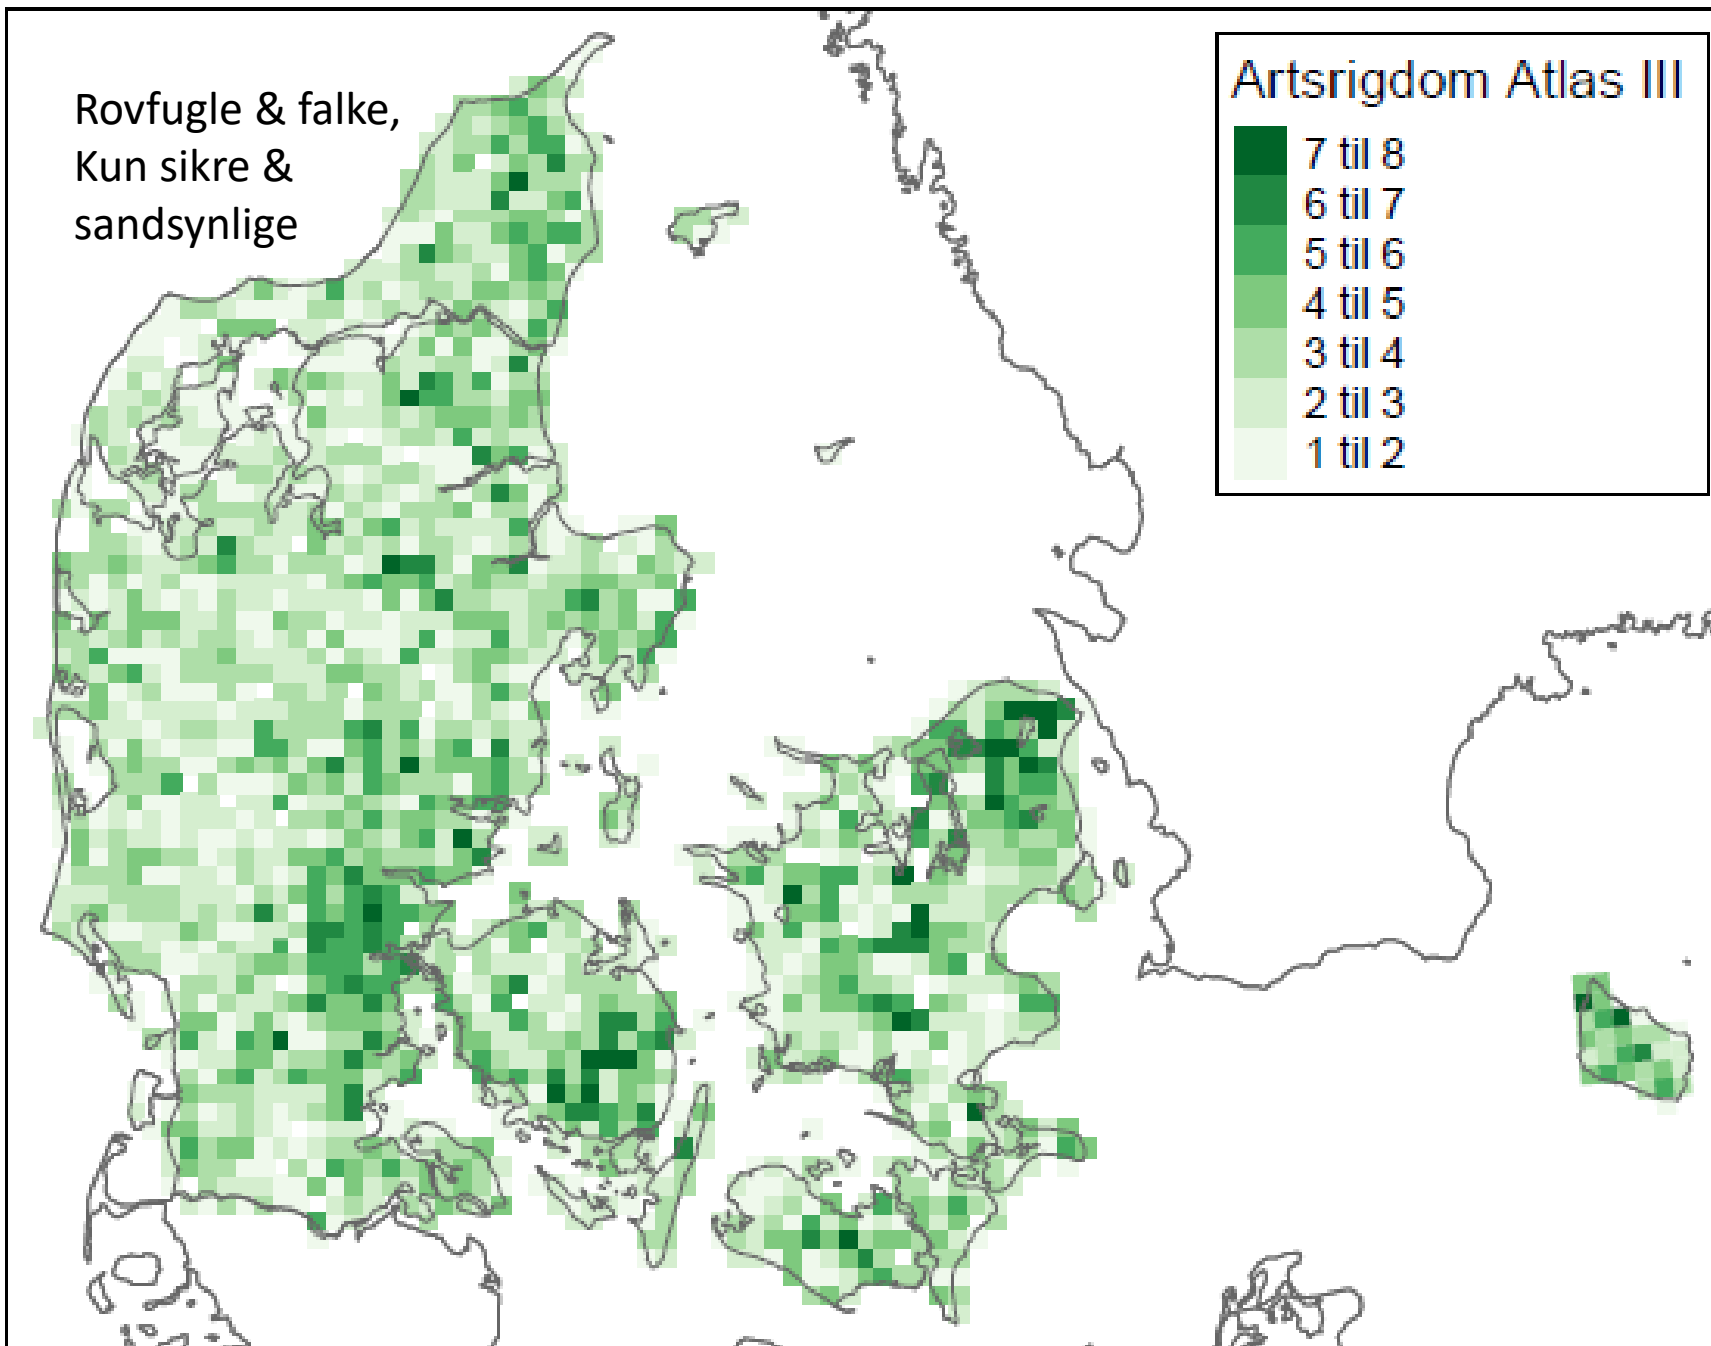 Rovfugle & falke,
Kun sikre &
sandsynlige
Artsrigdom Atlas III
7 til 8
6 til 7
5 til 6
4 til 5
3 til 4
2 til 3
1 til 2